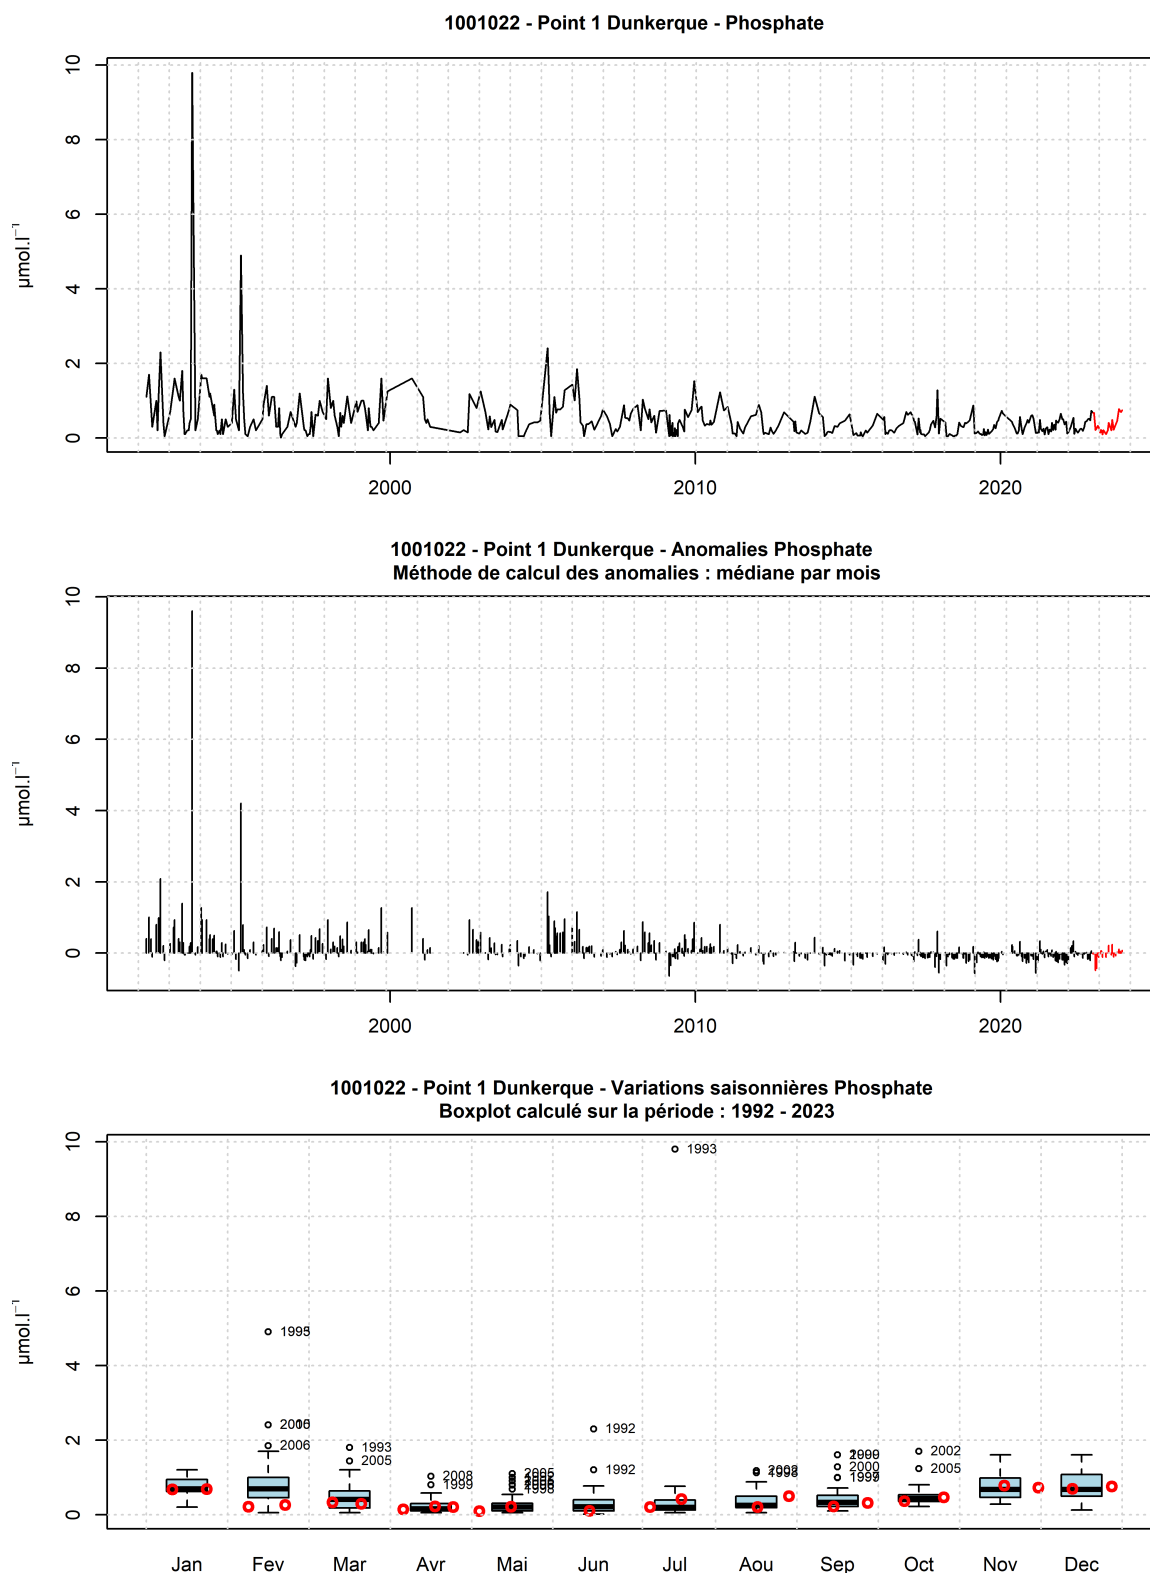 1001022 - Point 1 Dunkerque - Phosphate
10
8
6
4
2
0
µmol.l⁻¹
2000
2010
2020
1001022 - Point 1 Dunkerque - Anomalies Phosphate
Méthode de calcul des anomalies : médiane par mois
10
8
6
4
2
0
µmol.l⁻¹
2000
2010
2020
1001022 - Point 1 Dunkerque - Variations saisonnières Phosphate
Boxplot calculé sur la période : 1992 - 2023
10
8
6
4
2
0
µmol.l⁻¹
1993
1995
2006
1993
2005
2008
1999
2005
1998
1992
1992
1998
2002
2005
Jan
Fev
Mar
Avr
Mai
Jun
Jul
Aou
Sep
Oct
Nov
Dec